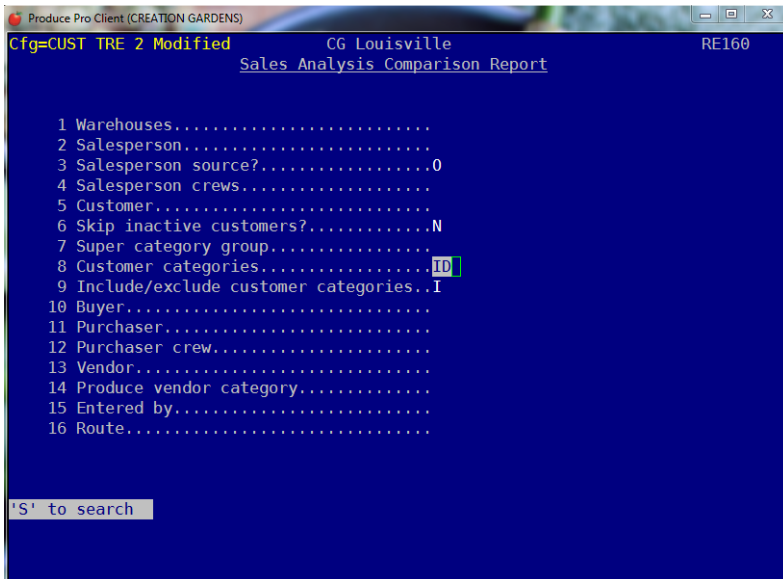 Produce Pro Client (CREATION GARDENS)
Cfg=CUST TRE 2 Modified CG Louisville RE160
Sales Analysis Comparison Report
1 Warehouses...........................
2 Salesperson..........................
3 Salesperson source?..................O
4 Salesperson crews....................
5 Customer.............................
6 Skip inactive customers?.............N
7 Super category group.................
8 Customer categories..................ID
9 Include/exclude customer categories..I
10 Buyer................................
11 Purchaser............................
12 Purchaser crew.......................
13 Vendor...............................
14 Produce vendor category..............
15 Entered by...........................
16 Route................................
'S' to search